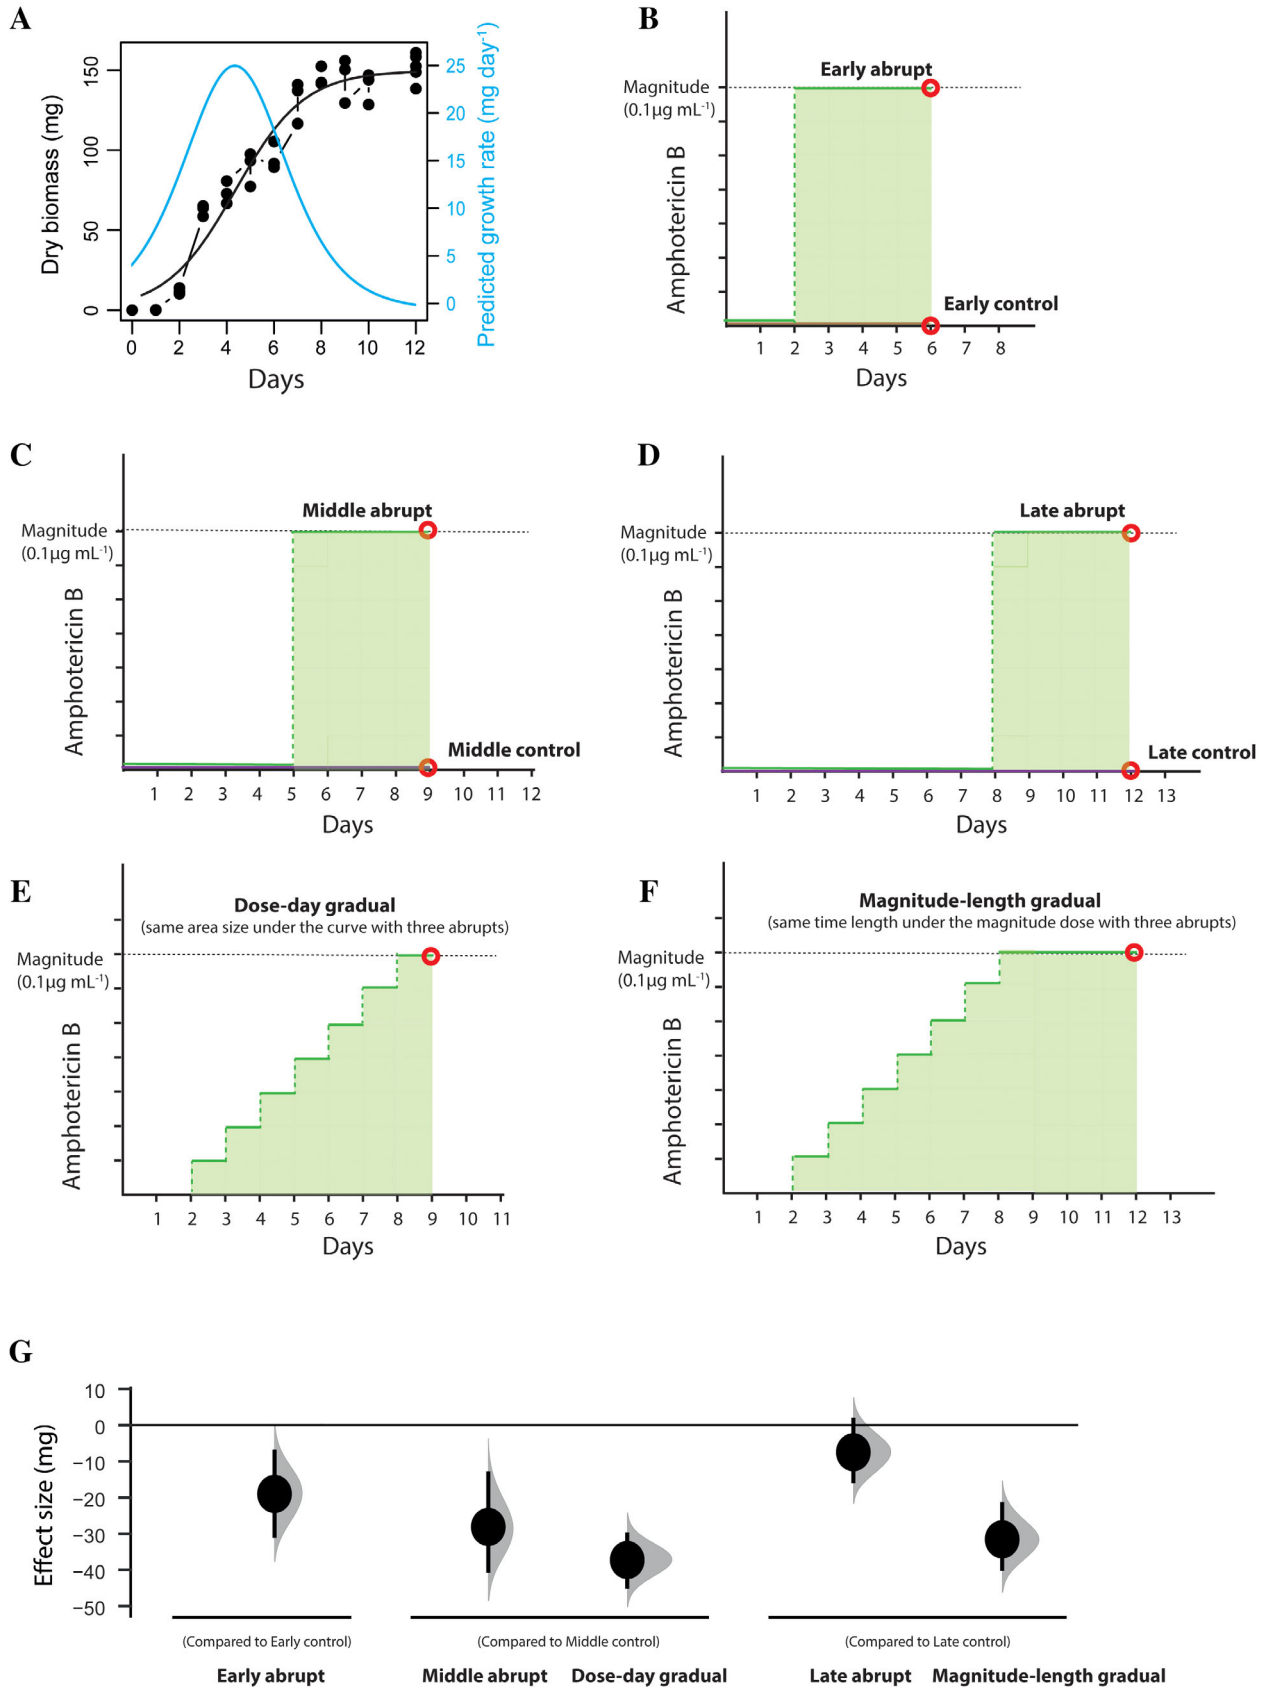 A
Dry biomass (mg)
150
100
50
0
0 2 4 6 8 10 12
Days
25
20
15
10
5
0
Predicted growth rate (mg day⁻¹)
B
Magnitude
(0.1µg mL⁻¹)
Amphotericin B
Early abrupt
Early control
1 2 3 4 5 6 7 8
Days
C
Magnitude
(0.1µg mL⁻¹)
Amphotericin B
Middle abrupt
Middle control
1 2 3 4 5 6 7 8 9 10 11 12
Days
D
Magnitude
(0.1µg mL⁻¹)
Amphotericin B
Late abrupt
Late control
1 2 3 4 5 6 7 8 9 10 11 12 13
Days
E
Dose-day gradual
(same area size under the curve with three abrupts)
Magnitude
(0.1µg mL⁻¹)
Amphotericin B
1 2 3 4 5 6 7 8 9 10 11
Days
F
Magnitude-length gradual
(same time length under the magnitude dose with three abrupts)
Magnitude
(0.1µg mL⁻¹)
Amphotericin B
1 2 3 4 5 6 7 8 9 10 11 12 13
Days
G
Effect size (mg)
10
0
−10
−20
−30
−40
−50
(Compared to Early control)
(Compared to Middle control)
(Compared to Late control)
Early abrupt
Middle abrupt
Dose-day gradual
Late abrupt
Magnitude-length gradual